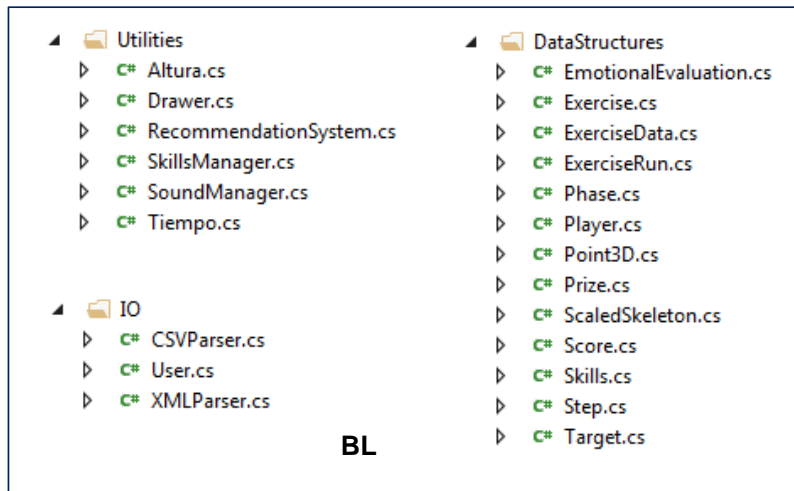 Utilities
C# Altura.cs
C# Drawer.cs
C# RecommendationSystem.cs
C# SkillsManager.cs
C# SoundManager.cs
C# Tiempo.cs
IO
C# CSVParser.cs
C# User.cs
C# XMLParser.cs
DataStructures
C# EmotionalEvaluation.cs
C# Exercise.cs
C# ExerciseData.cs
C# ExerciseRun.cs
C# Phase.cs
C# Player.cs
C# Point3D.cs
C# Prize.cs
C# ScaledSkeleton.cs
C# Score.cs
C# Skills.cs
C# Step.cs
C# Target.cs
BL